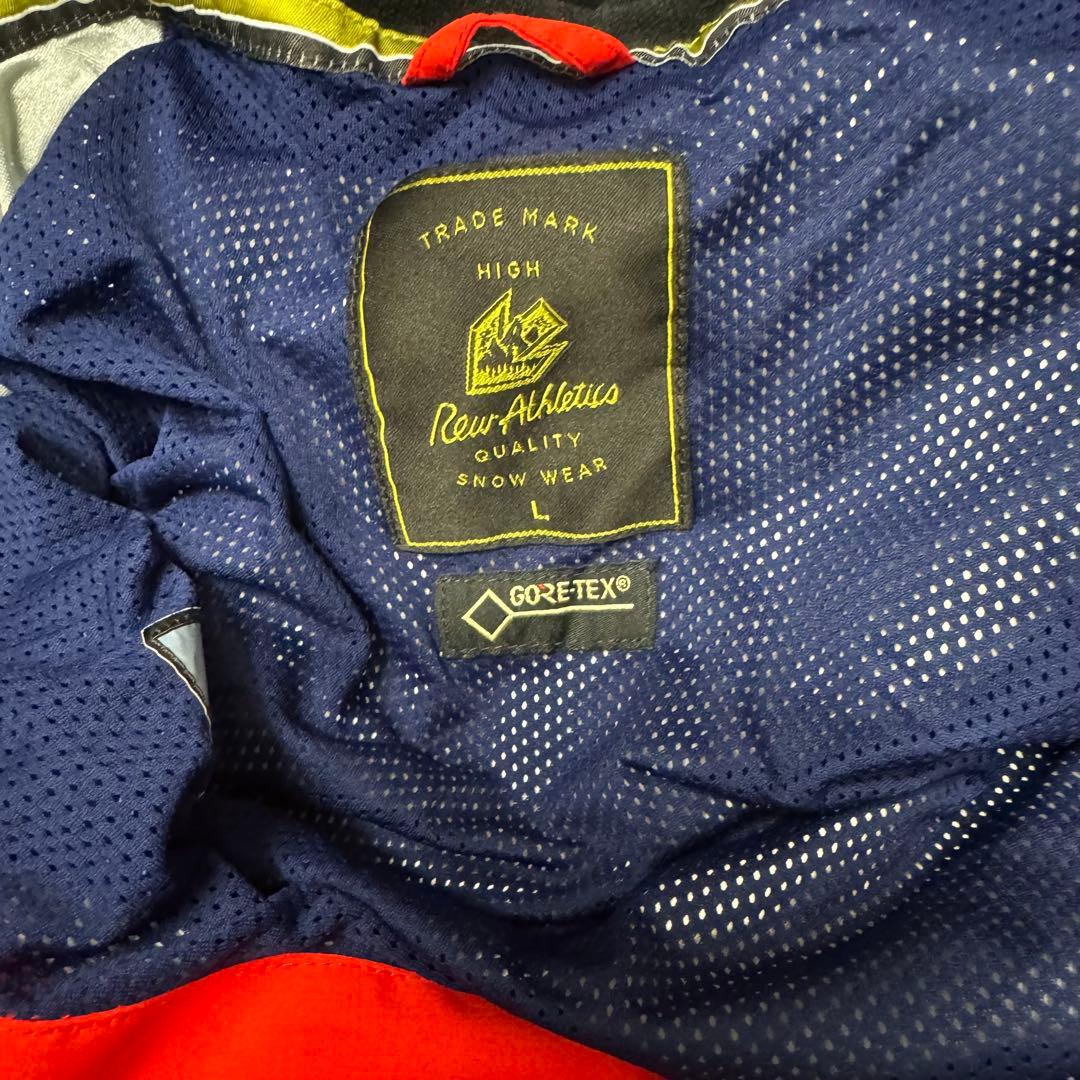 TRADE MARK
HIGH
Rew-Athletics
QUALITY
SNOW WEAR
L
GORE-TEX®